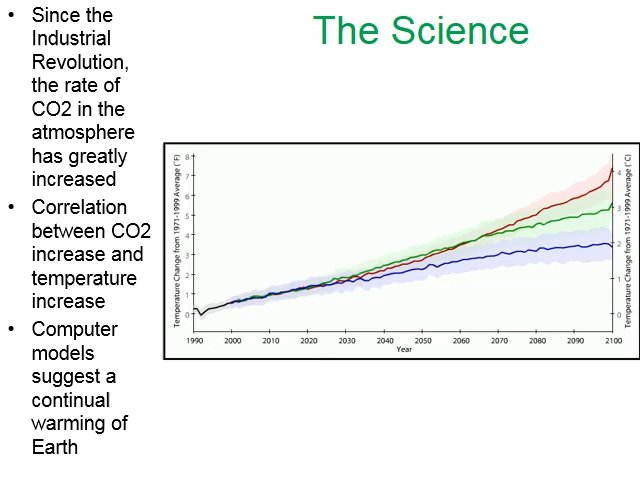 The Science
• Since the
Industrial
Revolution,
the rate of
CO2 in the
atmosphere
has greatly
increased
• Correlation
between CO2
increase and
temperature
increase
• Computer
models
suggest a
continual
warming of
Earth
Temperature Change from 1971-1999 Average (°F)
8
7
6
5
4
3
2
1
0
Temperature Change from 1971-1999 Average (°C)
4
3
2
1
0
1990 2000 2010 2020 2030 2040 2050 2060 2070 2080 2090 2100
Year